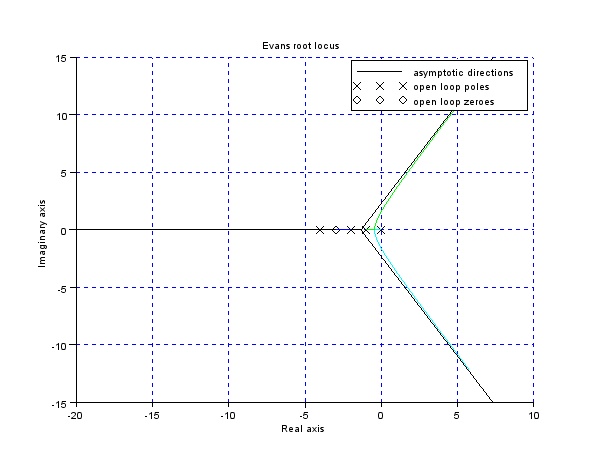 Evans root locus
15
asymptotic directions
open loop poles
open loop zeroes
10
5
0
-5
-10
-15
Imaginary axis
-20
-15
-10
-5
0
5
10
Real axis